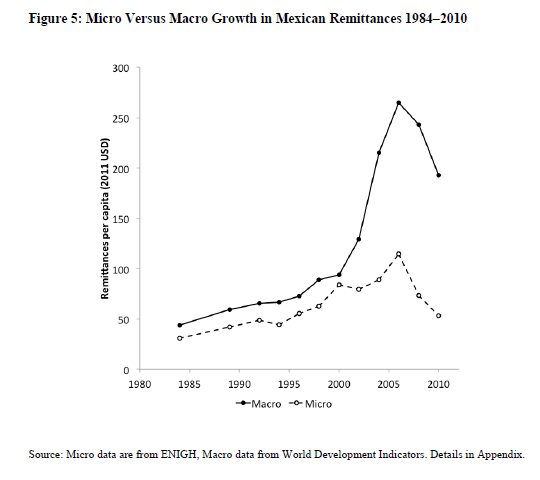 Figure 5: Micro Versus Macro Growth in Mexican Remittances 1984–2010
300
250
200
150
100
50
0
Remittances per capita (2011 USD)
1980 1985 1990 1995 2000 2005 2010
Macro Micro
Source: Micro data are from ENIGH, Macro data from World Development Indicators. Details in Appendix.